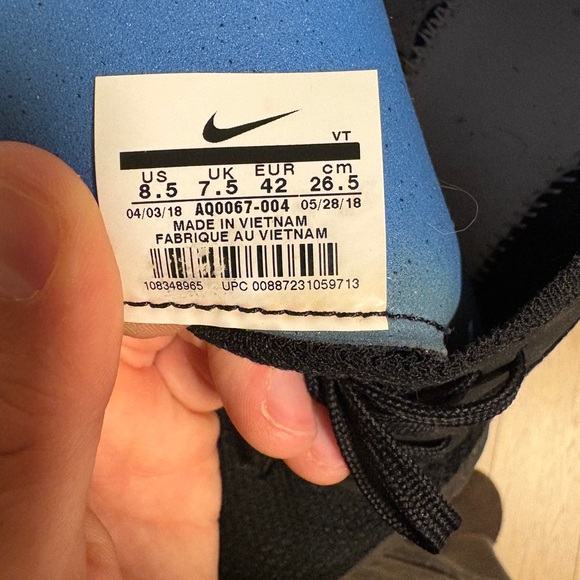 VT
US UK EUR cm
8.5 7.5 42 26.5
04/03/18 AQ0067-004 05/28/18
MADE IN VIETNAM
FABRIQUE AU VIETNAM
108348965 UPC 00887231059713